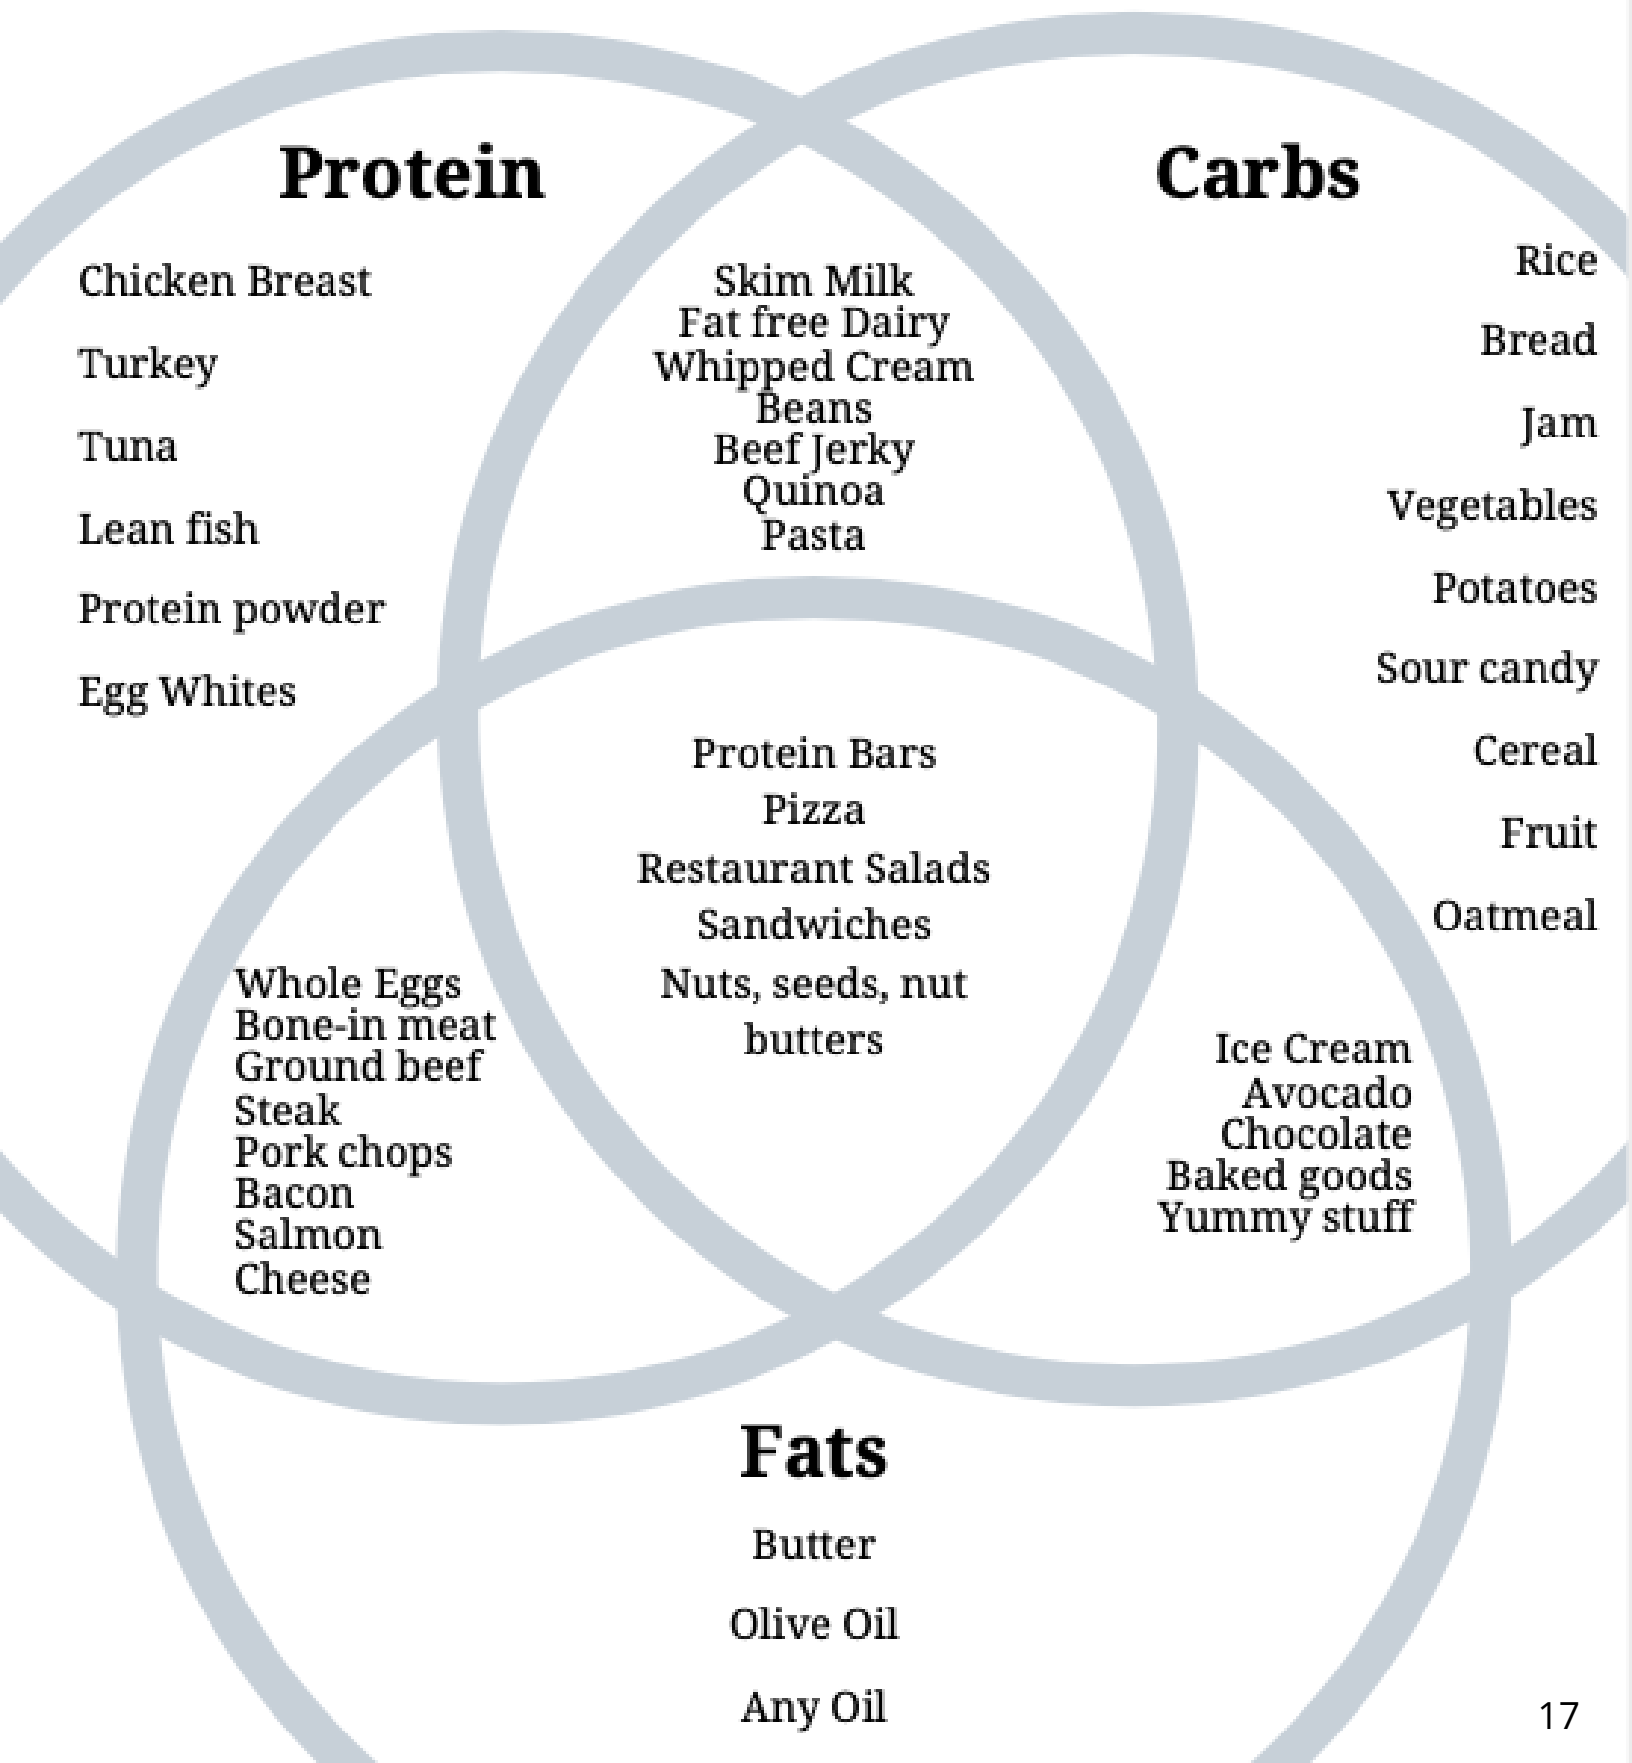 Protein
Carbs
Chicken Breast
Turkey
Tuna
Lean fish
Protein powder
Egg Whites
Skim Milk
Fat free Dairy
Whipped Cream
Beans
Beef Jerky
Quinoa
Pasta
Rice
Bread
Jam
Vegetables
Potatoes
Sour candy
Cereal
Fruit
Oatmeal
Protein Bars
Pizza
Restaurant Salads
Sandwiches
Nuts, seeds, nut
butters
Whole Eggs
Bone-in meat
Ground beef
Steak
Pork chops
Bacon
Salmon
Cheese
Ice Cream
Avocado
Chocolate
Baked goods
Yummy stuff
Fats
Butter
Olive Oil
Any Oil
17